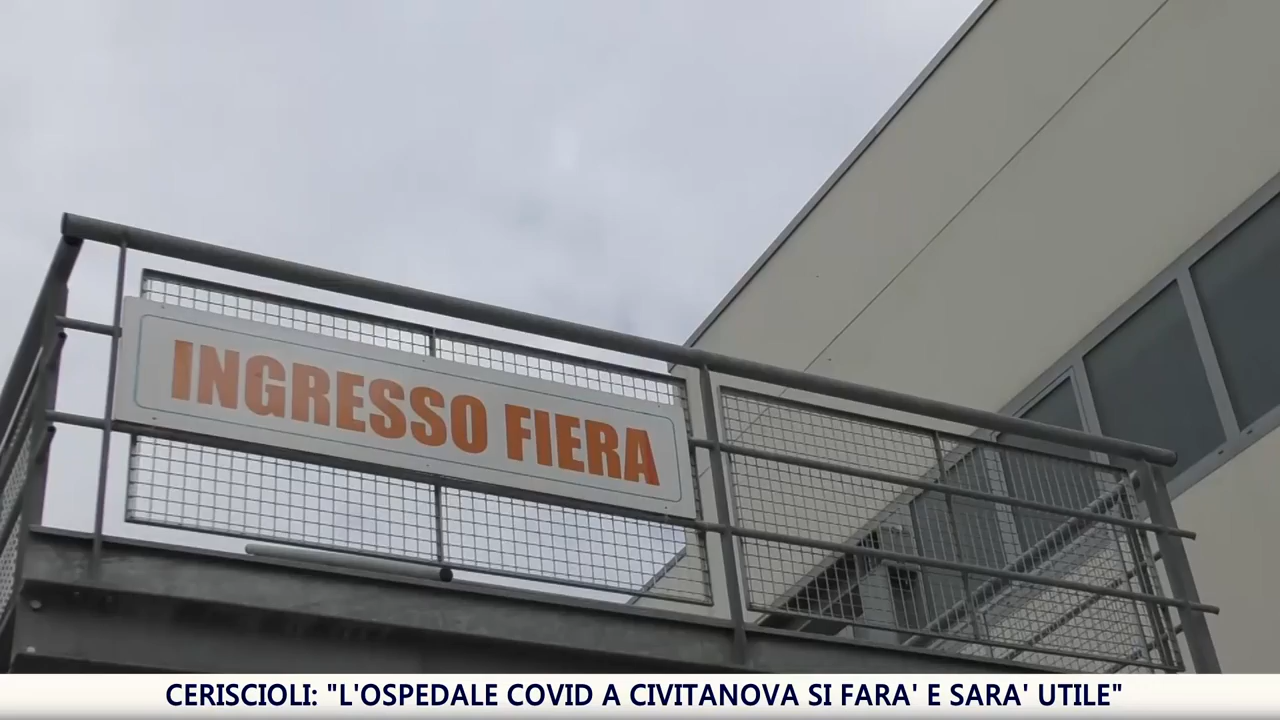 INGRESSO FIERA
CERISCIOLI: "L'OSPEDALE COVID A CIVITANOVA SI FARA' E SARA' UTILE"